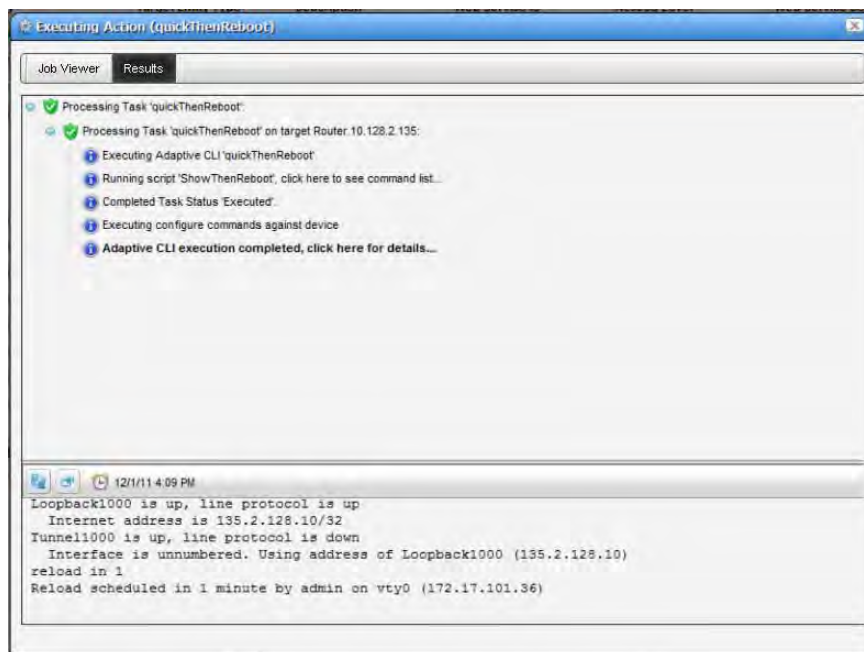 Executing Action (quickThenReboot)
Job Viewer
Results
Processing Task 'quickThenReboot':
Processing Task 'quickThenReboot' on target Router 10.128.2.135:
Executing Adaptive CLI 'quickThenReboot'
Running script 'ShowThenReboot', click here to see command list...
Completed Task Status 'Executed'.
Executing configure commands against device
Adaptive CLI execution completed, click here for details...
12/1/11 4:09 PM
Loopback1000 is up, line protocol is up
Internet address is 135.2.128.10/32
Tunnel1000 is up, line protocol is down
Interface is unnumbered. Using address of Loopback1000 (135.2.128.10)
reload in 1
Reload scheduled in 1 minute by admin on vty0 (172.17.101.36)